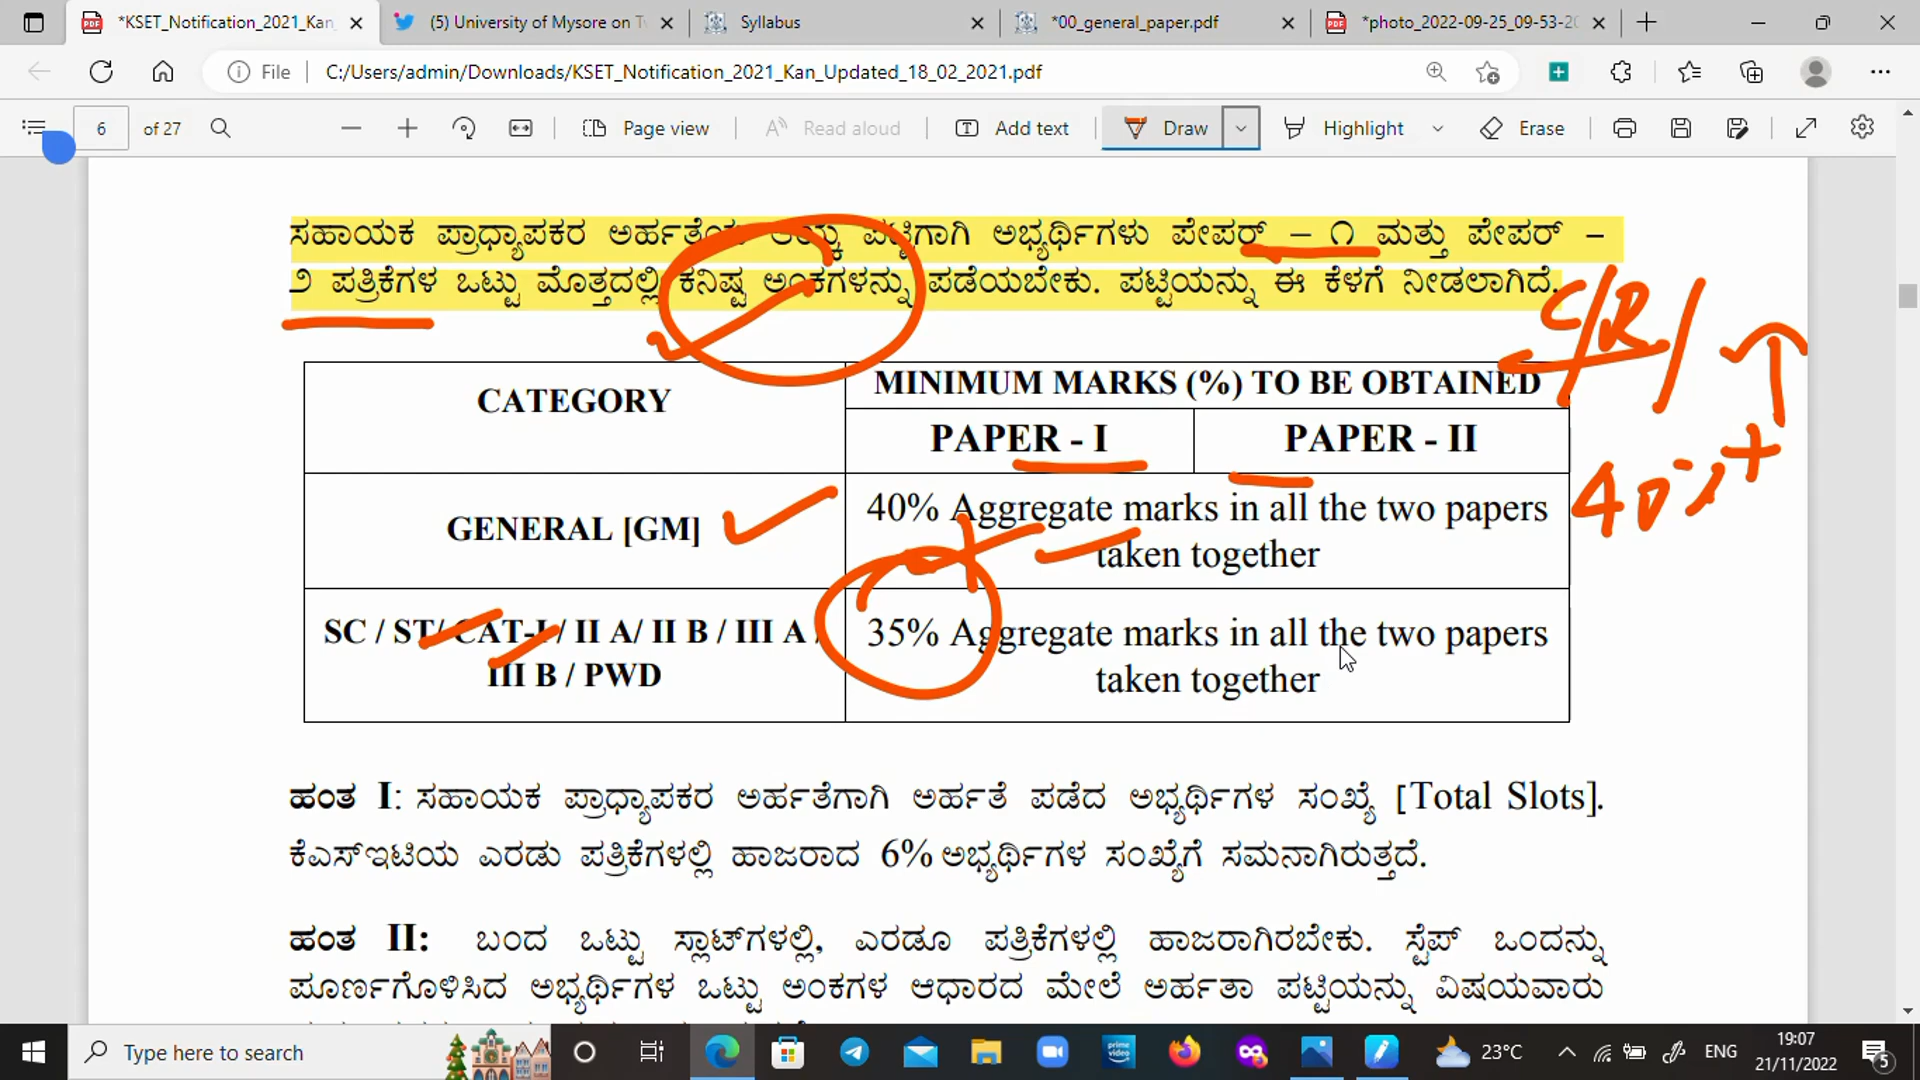 *KSET_Notification_2021_Kan_
(5) University of Mysore on Tw
Syllabus
*00_general_paper.pdf
*photo_2022-09-25_09-53-20
File
C:/Users/admin/Downloads/KSET_Notification_2021_Kan_Updated_18_02_2021.pdf
6 of 27
Page view
Read aloud
Add text
Draw
Highlight
Erase
ಸಹಾಯಕ ಪ್ರಾಧ್ಯಾಪಕರ ಅರ್ಹತೆಯ ಆಯ್ಕೆ ಪಟ್ಟಿಗಾಗಿ ಅಭ್ಯರ್ಥಿಗಳು ಪೇಪರ್ – ೧ ಮತ್ತು ಪೇಪರ್ –
೨ ಪತ್ರಿಕೆಗಳ ಒಟ್ಟು ಮೊತ್ತದಲ್ಲಿ ಕನಿಷ್ಟ ಅಂಕಗಳನ್ನು ಪಡೆಯಬೇಕು. ಪಟ್ಟಿಯನ್ನು ಈ ಕೆಳಗೆ ನೀಡಲಾಗಿದೆ.
C/R/
CATEGORY
MINIMUM MARKS (%) TO BE OBTAINED
PAPER - I
PAPER - II
GENERAL [GM]
40% Aggregate marks in all the two papers
taken together
40
+
SC / ST/ CAT-I / II A/ II B / III A /
III B / PWD
35% Aggregate marks in all the two papers
taken together
ಹಂತ I: ಸಹಾಯಕ ಪ್ರಾಧ್ಯಾಪಕರ ಅರ್ಹತೆಗಾಗಿ ಅರ್ಹತೆ ಪಡೆದ ಅಭ್ಯರ್ಥಿಗಳ ಸಂಖ್ಯೆ [Total Slots].
ಕೆಎಸ್ಇಟಿಯ ಎರಡು ಪತ್ರಿಕೆಗಳಲ್ಲಿ ಹಾಜರಾದ 6% ಅಭ್ಯರ್ಥಿಗಳ ಸಂಖ್ಯೆಗೆ ಸಮನಾಗಿರುತ್ತದೆ.
ಹಂತ II: ಬಂದ ಒಟ್ಟು ಸ್ಲಾಟ್‌ಗಳಲ್ಲಿ, ಎರಡೂ ಪತ್ರಿಕೆಗಳಲ್ಲಿ ಹಾಜರಾಗಿರಬೇಕು. ಸ್ಟೆಪ್ ಒಂದನ್ನು
ಪೂರ್ಣಗೊಳಿಸಿದ ಅಭ್ಯರ್ಥಿಗಳ ಒಟ್ಟು ಅಂಕಗಳ ಆಧಾರದ ಮೇಲೆ ಅರ್ಹತಾ ಪಟ್ಟಿಯನ್ನು ವಿಷಯವಾರು
Type here to search
prime video
23°C
ENG
19:07
21/11/2022
5